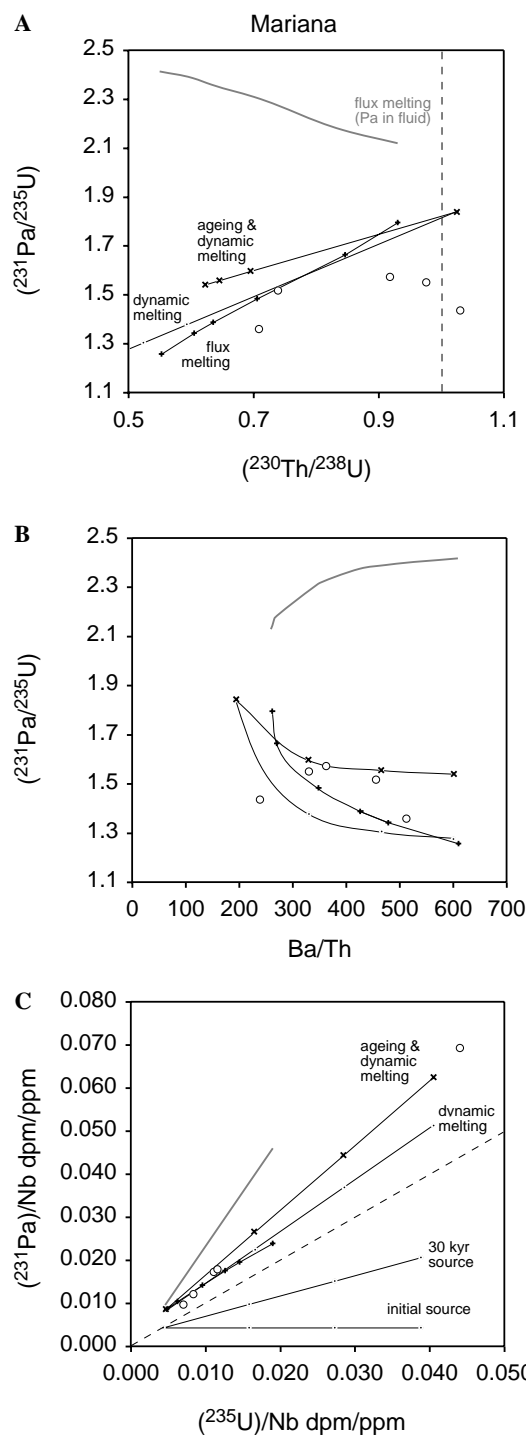 A
Mariana
2.5
2.3
2.1
1.9
1.7
1.5
1.3
1.1
(²³¹Pa/²³⁵U)
flux melting
(Pa in fluid)
ageing &
dynamic
melting
dynamic
melting
flux
melting
0.5 0.7 0.9 1.1
(²³⁰Th/²³⁸U)
B
2.5
2.3
2.1
1.9
1.7
1.5
1.3
1.1
(²³¹Pa/²³⁵U)
0 100 200 300 400 500 600 700
Ba/Th
C
0.080
0.070
0.060
0.050
0.040
0.030
0.020
0.010
0.000
(²³¹Pa)/Nb dpm/ppm
ageing &
dynamic
melting
dynamic
melting
30 kyr
source
initial source
0.000 0.010 0.020 0.030 0.040 0.050
(²³⁵U)/Nb dpm/ppm